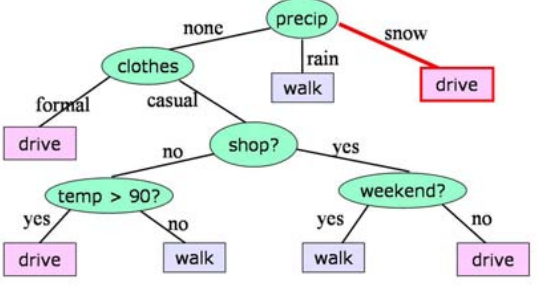 precip
none
snow
rain
clothes
walk
drive
formal
casual
drive
shop?
no
yes
temp > 90?
weekend?
yes
no
yes
no
drive
walk
walk
drive